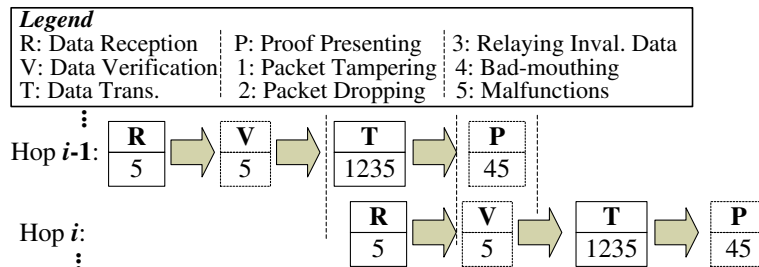 Legend
R: Data Reception P: Proof Presenting 3: Relaying Inval. Data
V: Data Verification 1: Packet Tampering 4: Bad-mouthing
T: Data Trans. 2: Packet Dropping 5: Malfunctions
Hop i-1: R V T P
5 5 1235 45
Hop i: R V T P
5 5 1235 45